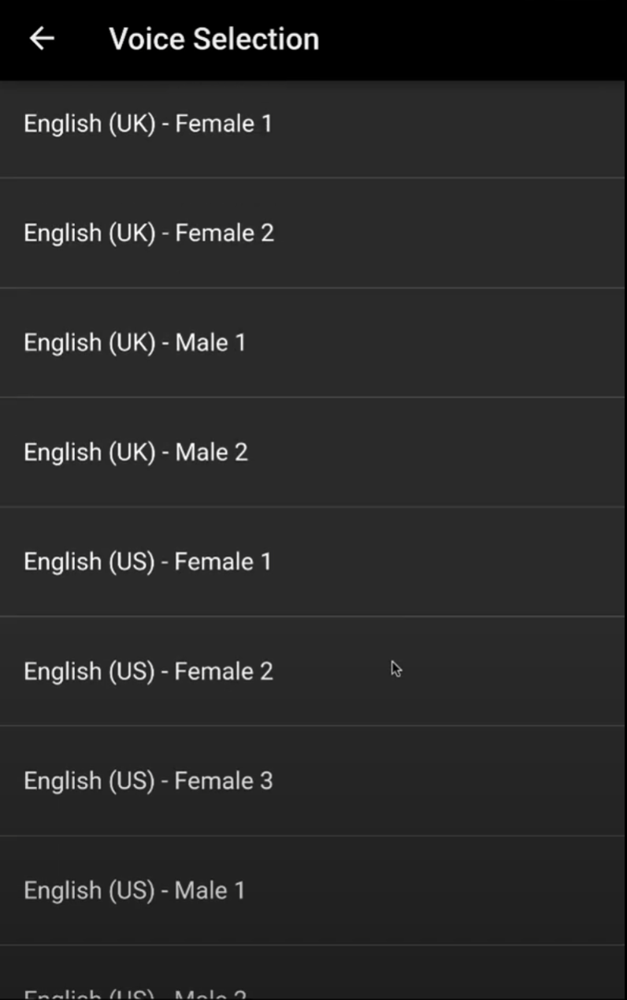 Voice Selection
English (UK) - Female 1
English (UK) - Female 2
English (UK) - Male 1
English (UK) - Male 2
English (US) - Female 1
English (US) - Female 2
English (US) - Female 3
English (US) - Male 1
English (US) - Male 2